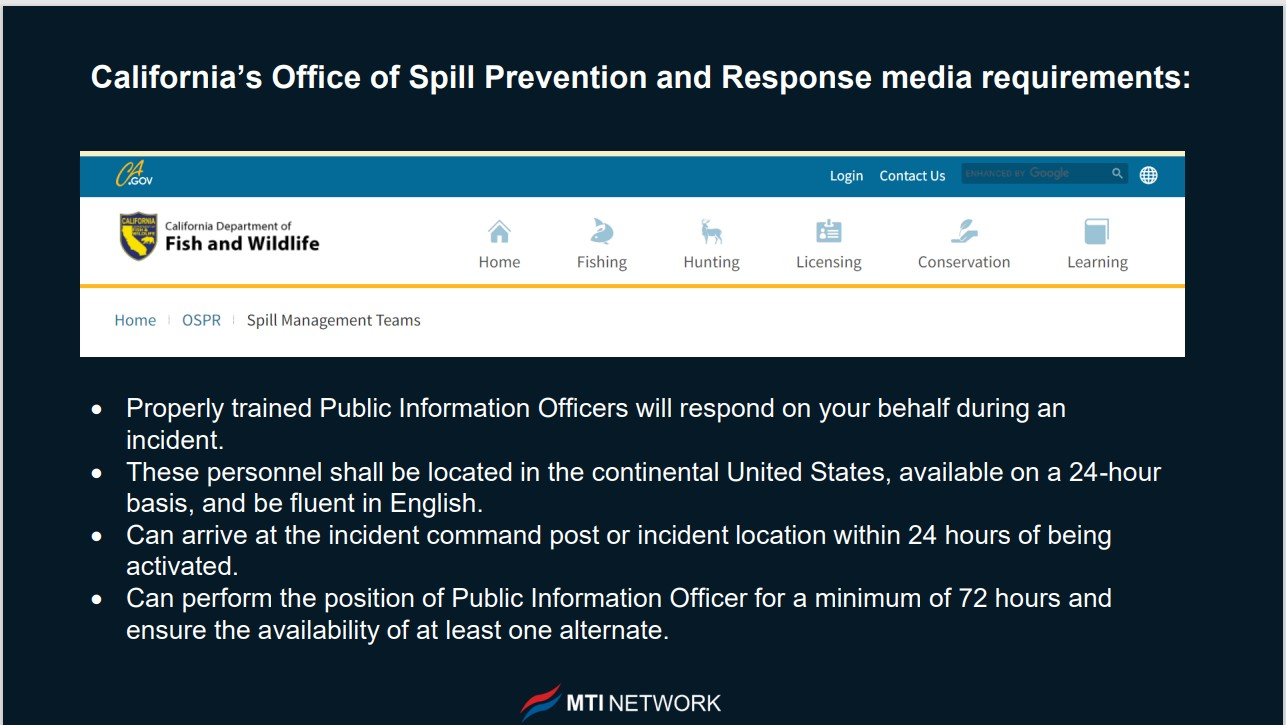 California’s Office of Spill Prevention and Response media requirements:
CA.GOV
Login Contact Us ENHANCED BY Google
CALIFORNIA
California Department of
Fish and Wildlife
Home Fishing Hunting Licensing Conservation Learning
Home OSPR Spill Management Teams
• Properly trained Public Information Officers will respond on your behalf during an
incident.
• These personnel shall be located in the continental United States, available on a 24-hour
basis, and be fluent in English.
• Can arrive at the incident command post or incident location within 24 hours of being
activated.
• Can perform the position of Public Information Officer for a minimum of 72 hours and
ensure the availability of at least one alternate.
MTI NETWORK